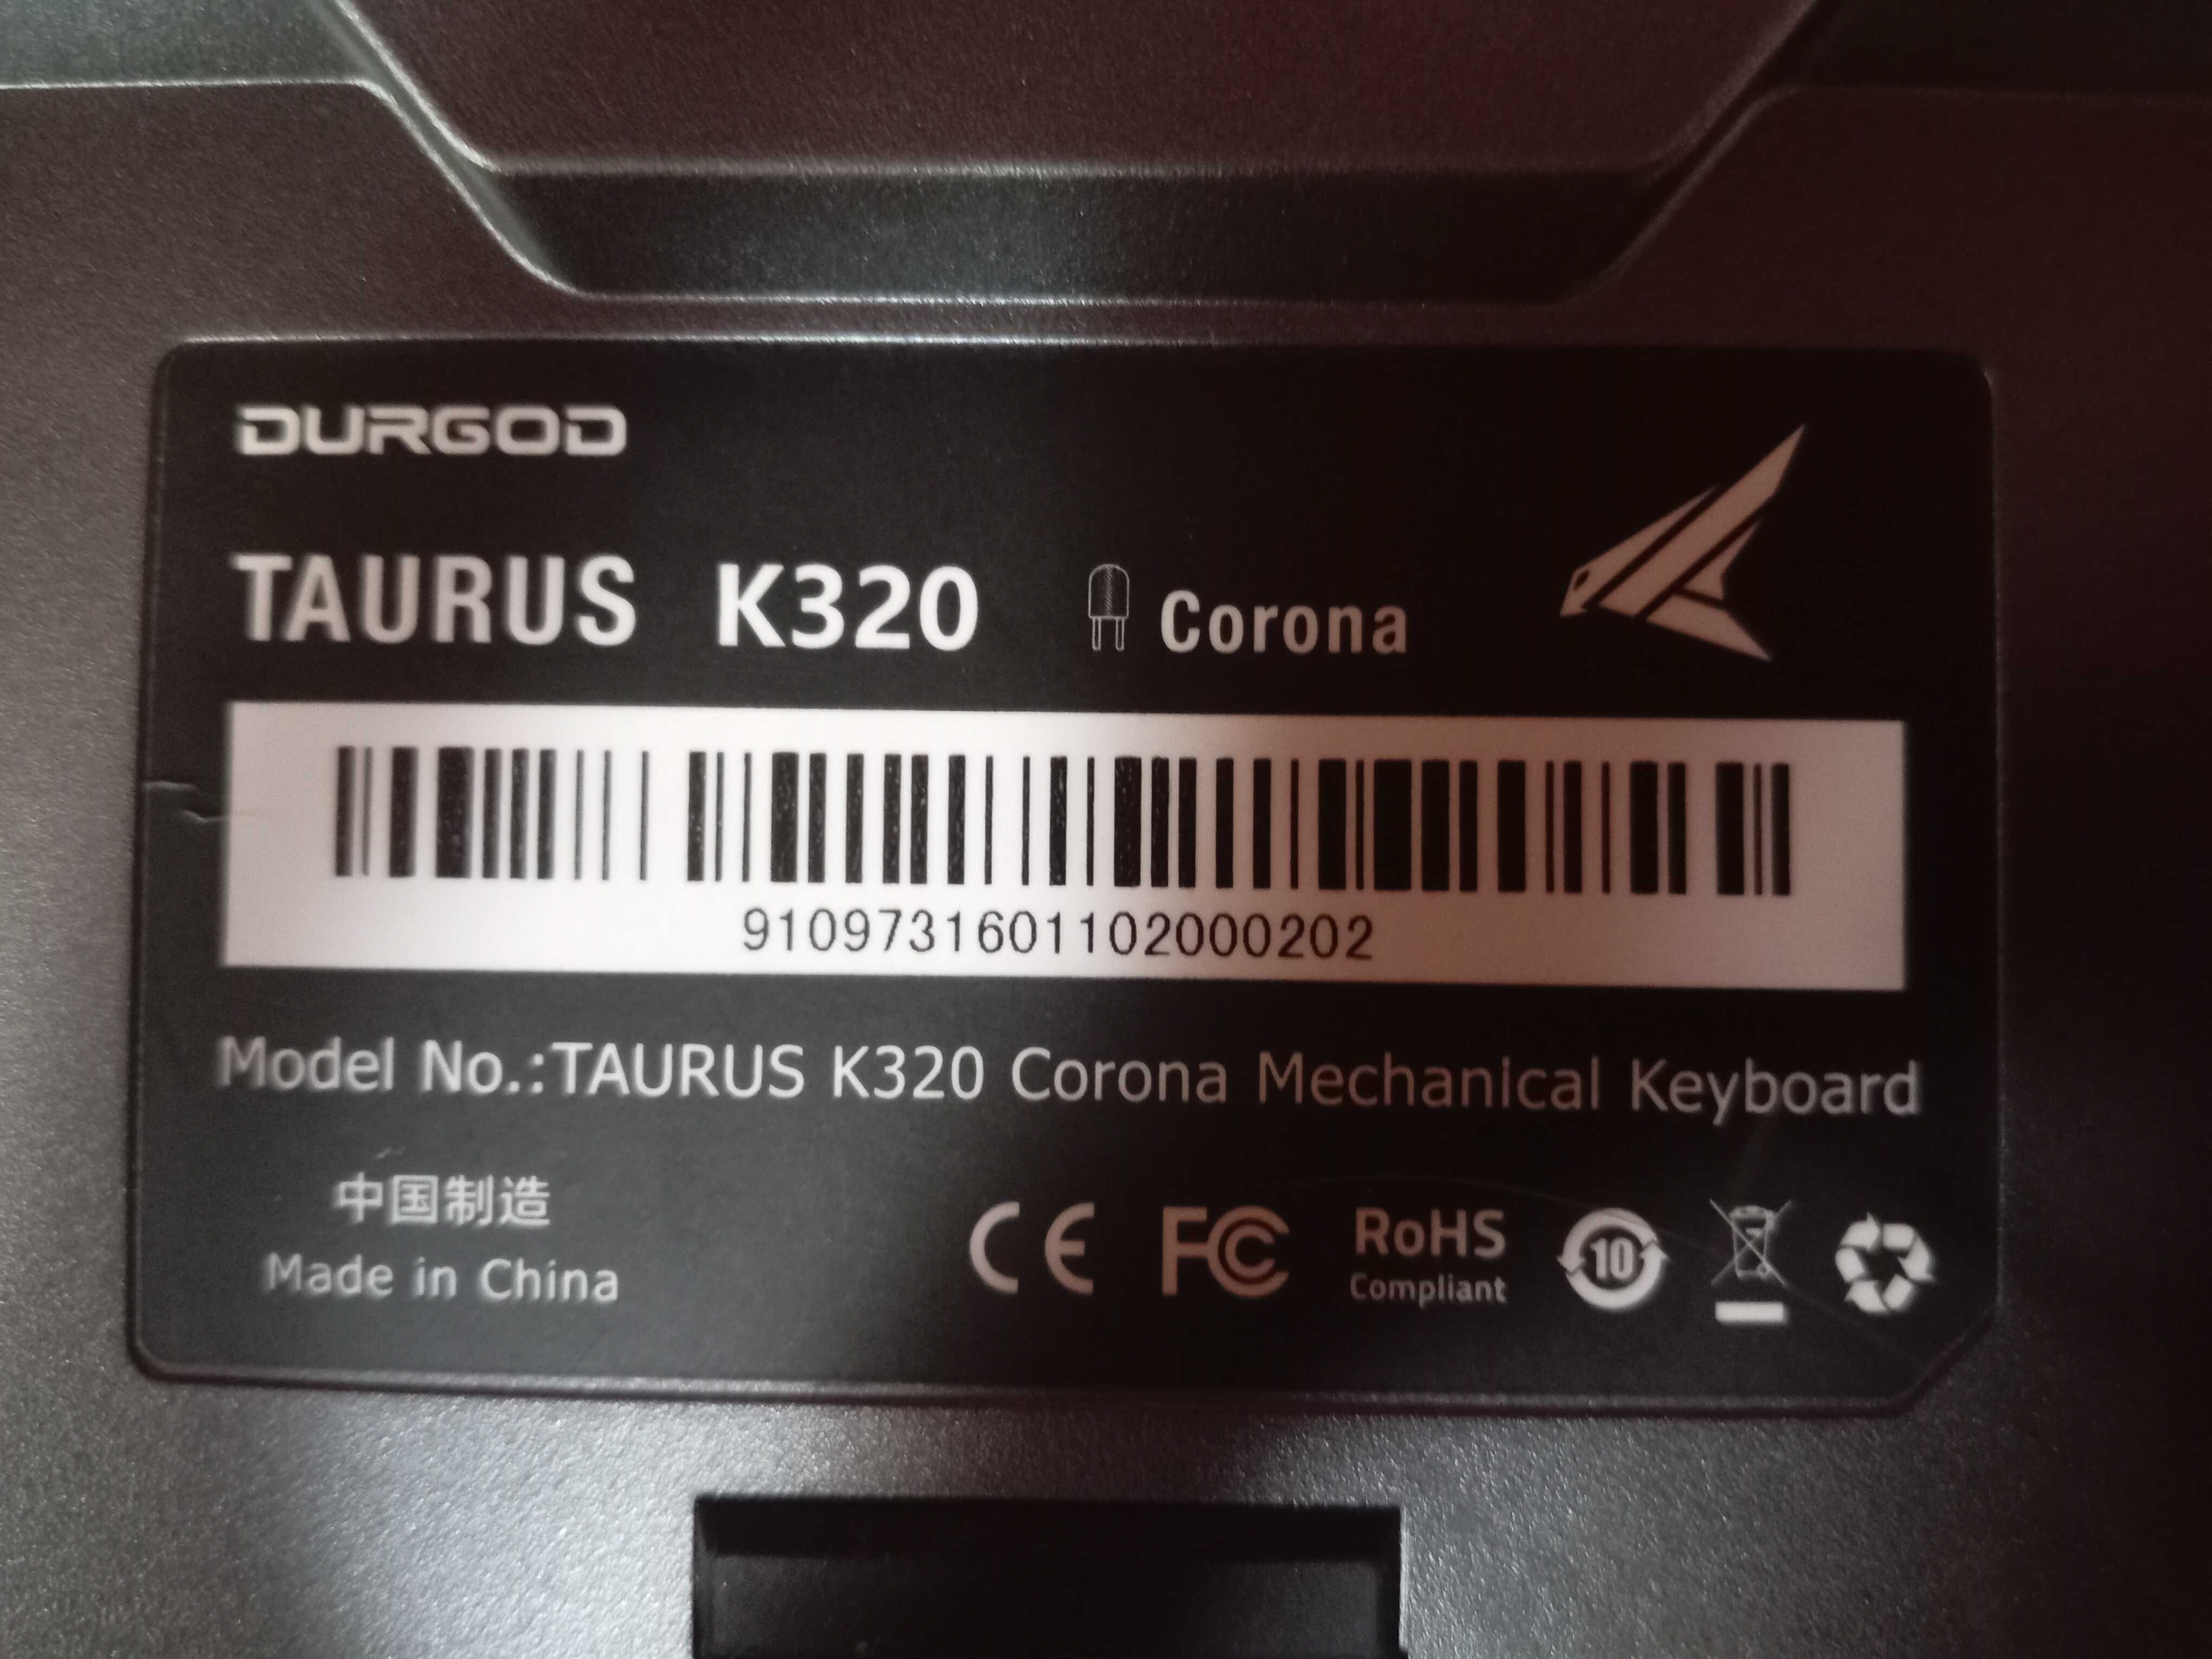 DURGOD
TAURUS K320 Corona
9109731601102000202
Model No.:TAURUS K320 Corona Mechanical Keyboard
中国制造
Made in China
CE FC RoHS
Compliant
10